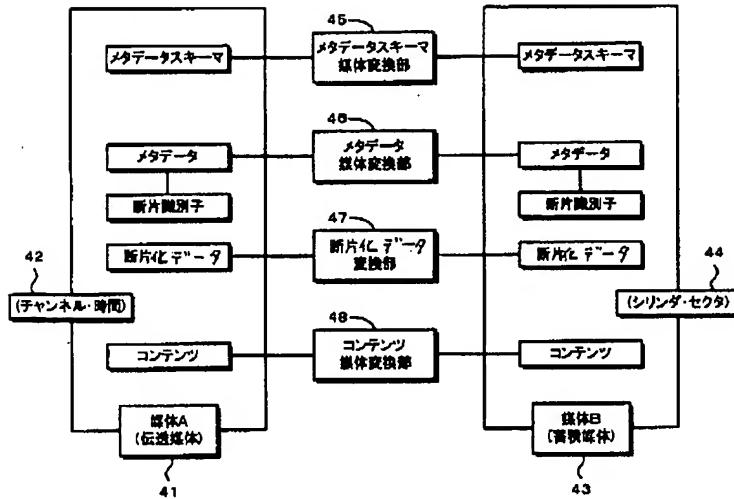 45
メタデータスキーマ
メタデータスキーマ
媒体変換部
メタデータスキーマ
46
メタデータ
メタデータ
媒体変換部
メタデータ
断片識別子
断片識別子
47
断片化データ
断片化データ
変換部
断片化データ
42
(チャンネル・時間)
44
(シリンダ・セクタ)
48
コンテンツ
コンテンツ
媒体変換部
コンテンツ
媒体A
(伝送媒体)
41
媒体B
(蓄積媒体)
43